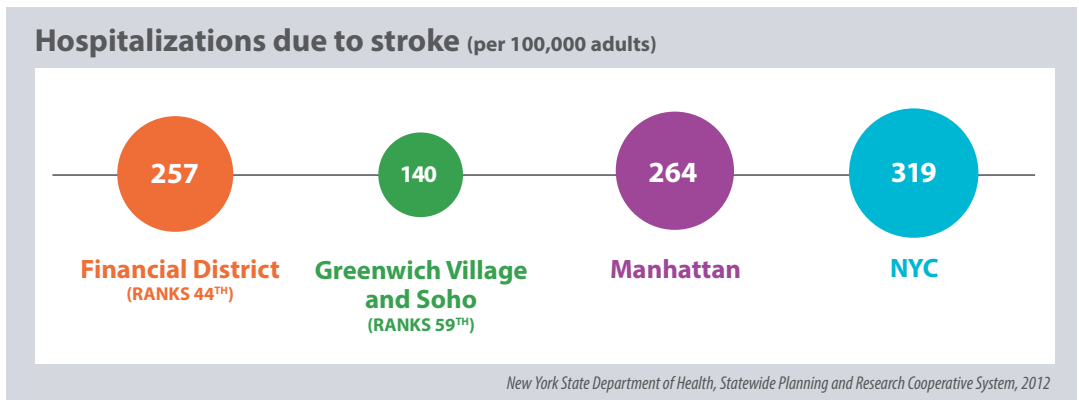 Hospitalizations due to stroke (per 100,000 adults)
257
140
264
319
Financial District
(RANKS 44TH)
Greenwich Village
and Soho
(RANKS 59TH)
Manhattan
NYC
New York State Department of Health, Statewide Planning and Research Cooperative System, 2012